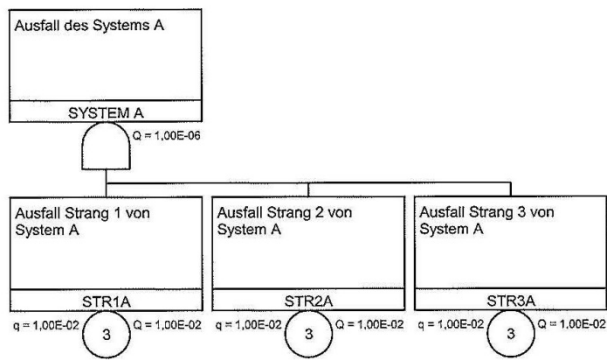 Ausfall des Systems A
SYSTEM A
Q = 1,00E-06
Ausfall Strang 1 von
System A
Ausfall Strang 2 von
System A
Ausfall Strang 3 von
System A
STR1A
STR2A
STR3A
q = 1,00E-02
3
Q = 1,00E-02
q = 1,00E-02
3
Q = 1,00E-02
q = 1,00E-02
3
Q = 1,00E-02